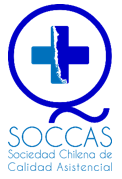 SOCCAS
Sociedad Chilena de
Calidad Asistencial